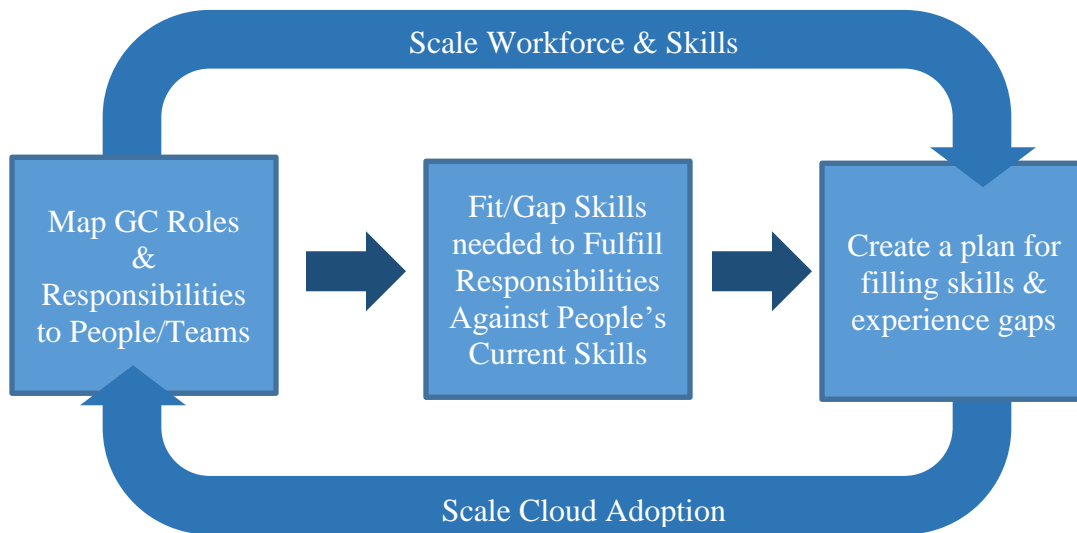 Scale Workforce & Skills
Map GC Roles
&
Responsibilities
to People/Teams
Fit/Gap Skills
needed to Fulfill
Responsibilities
Against People’s
Current Skills
Create a plan for
filling skills &
experience gaps
Scale Cloud Adoption